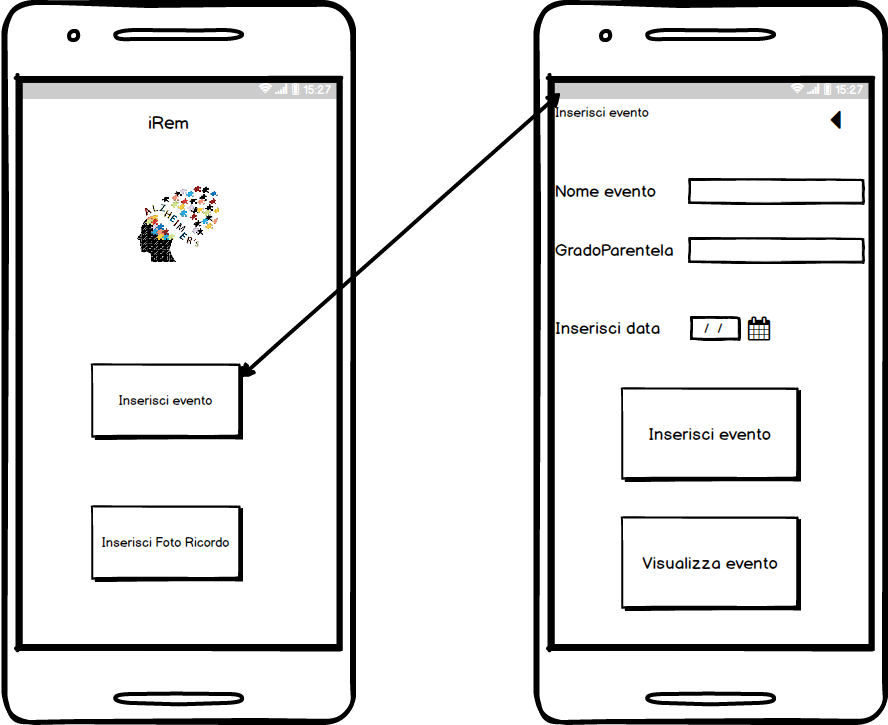 15:27
iRem
ALZHEIMER'S
Inserisci evento
Inserisci Foto Ricordo
15:27
Inserisci evento
Nome evento
GradoParentela
Inserisci data
/ /
Inserisci evento
Visualizza evento